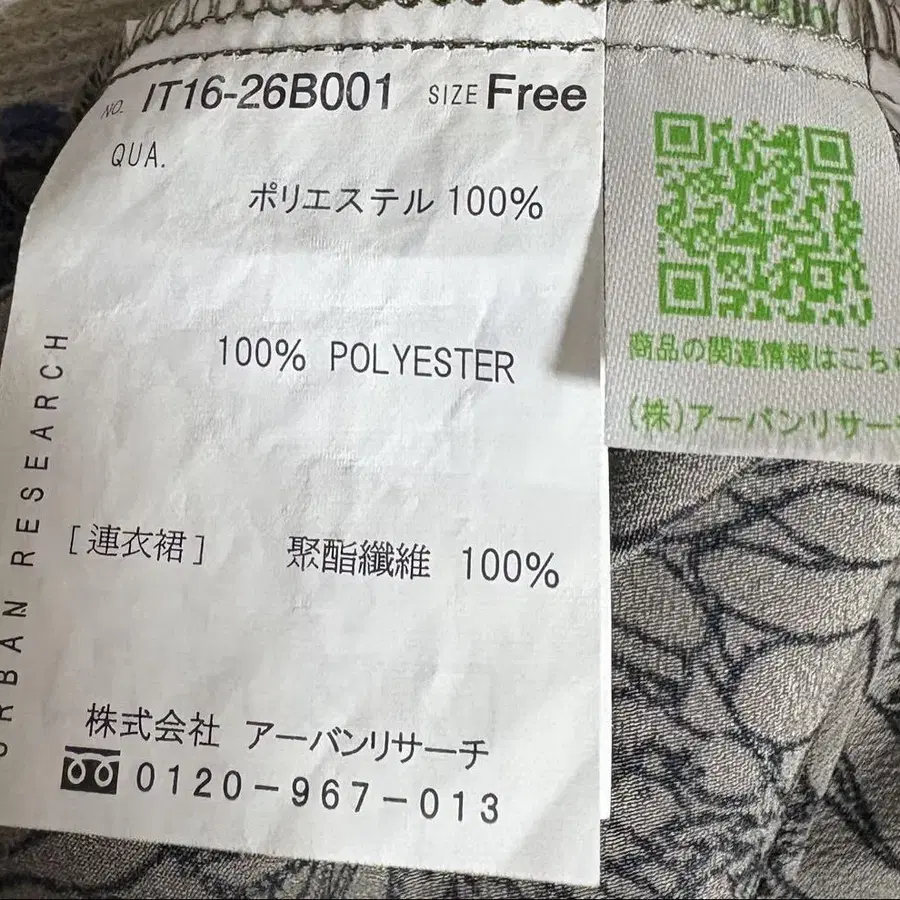 NO. IT16-26B001 SIZE Free
QUA.
ポリエステル 100%
100% POLYESTER
[連衣裙] 聚酯纖維 100%
株式会社 アーバンリサーチ
0120-967-013
URBAN RESEARCH
商品の関連情報はこち
(株)アーバンリサー